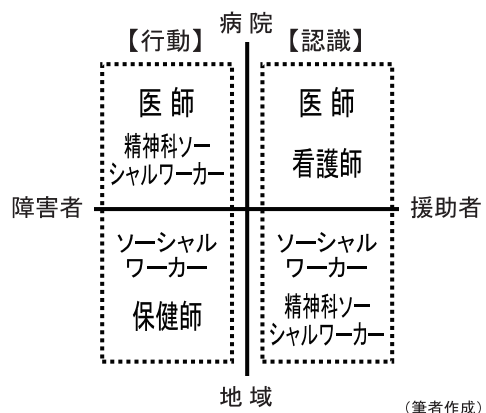 病院
【行動】
【認識】
医師
精神科ソー
シャルワーカー
医師
看護師
障害者
援助者
ソーシャル
ワーカー
保健師
ソーシャル
ワーカー
精神科ソー
シャルワーカー
地域
（筆者作成）